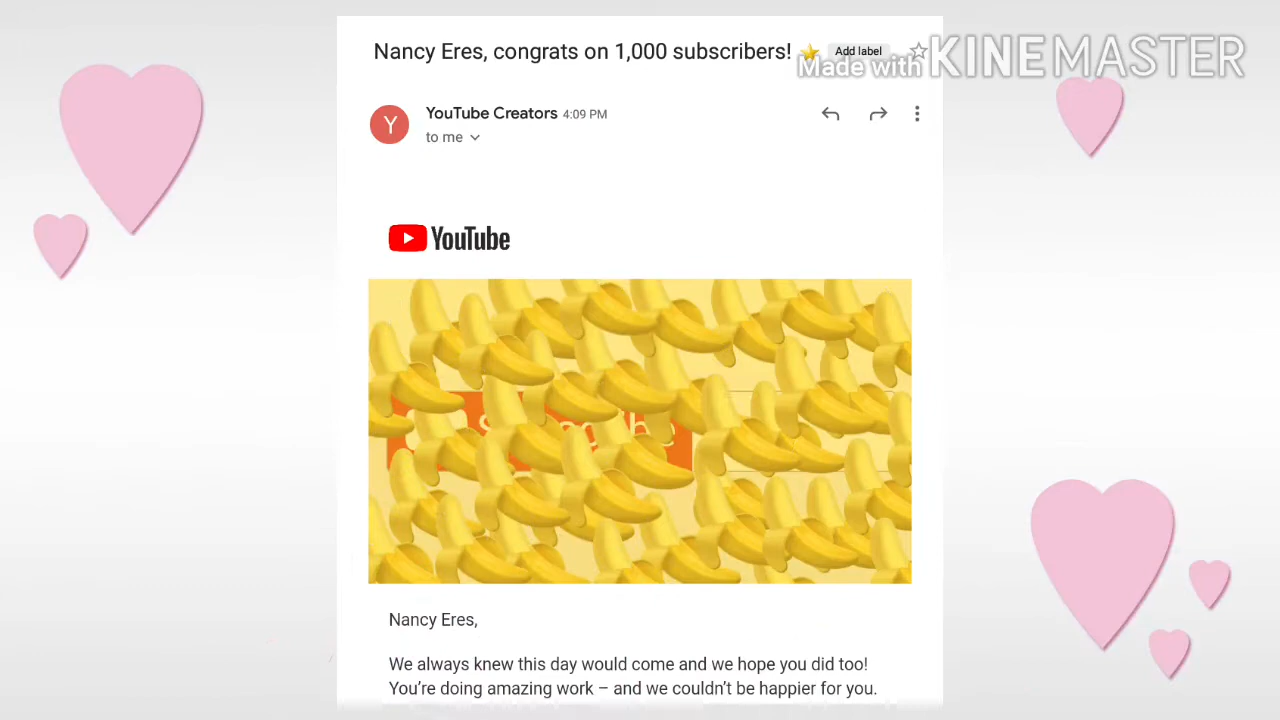 Nancy Eres, congrats on 1,000 subscribers!
Add label
Made with KINEMASTER
Y
YouTube Creators 4:09 PM
to me
YouTube
Nancy Eres,
We always knew this day would come and we hope you did too!
You're doing amazing work – and we couldn't be happier for you.